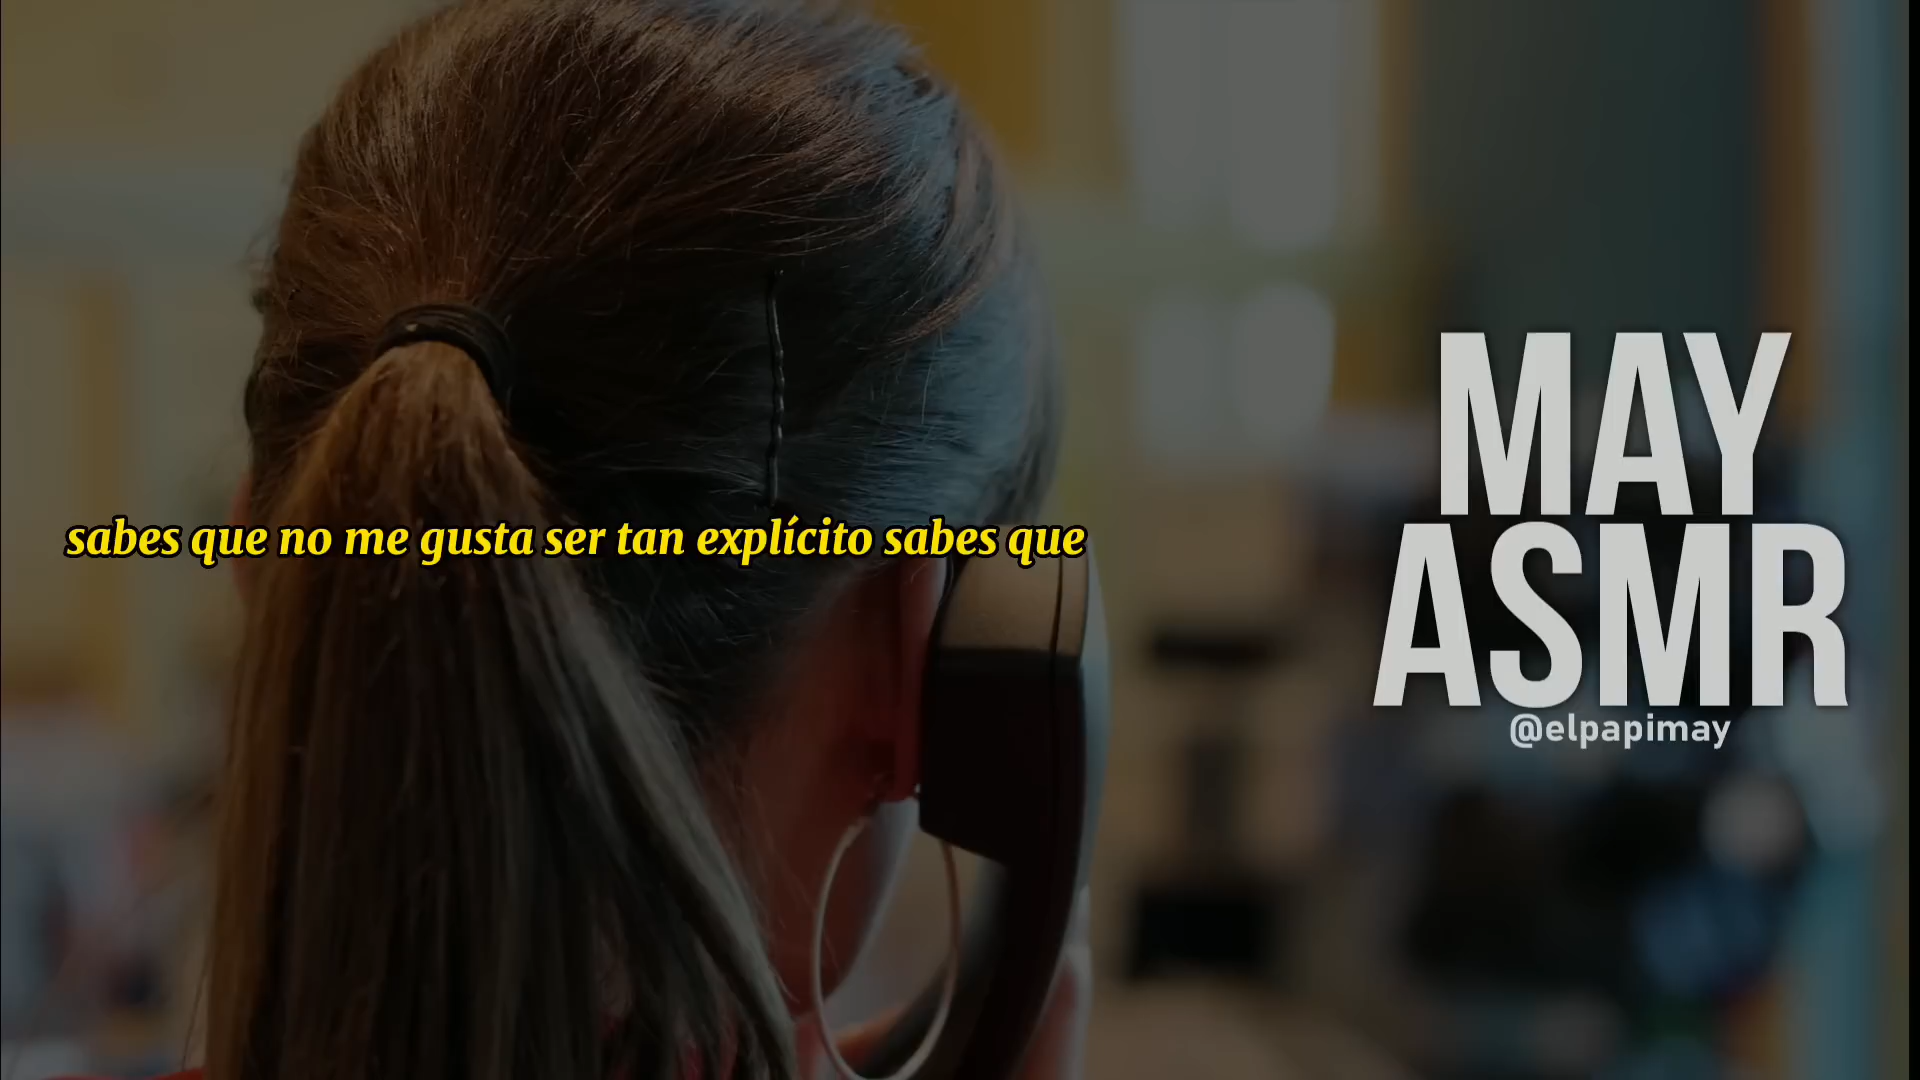 sabes que no me gusta ser tan explícito sabes que
MAY
ASMR
@elpapimay